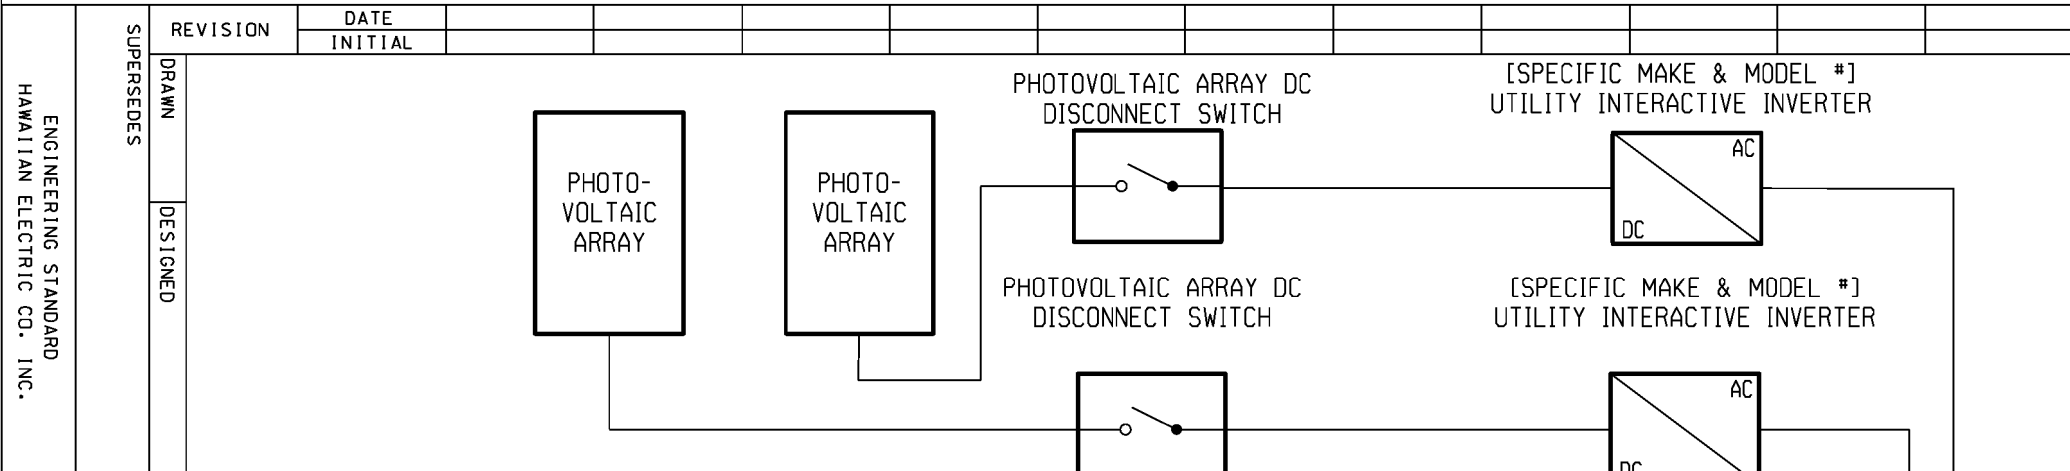 REVISION
DATE
INITIAL
ENGINEERING STANDARD
HAWAIIAN ELECTRIC CO. INC.
SUPERSEDES
DRAWN
DESIGNED
PHOTO-
VOLTAIC
ARRAY
PHOTO-
VOLTAIC
ARRAY
PHOTOVOLTAIC ARRAY DC
DISCONNECT SWITCH
[SPECIFIC MAKE & MODEL #]
UTILITY INTERACTIVE INVERTER
AC
DC
PHOTOVOLTAIC ARRAY DC
DISCONNECT SWITCH
[SPECIFIC MAKE & MODEL #]
UTILITY INTERACTIVE INVERTER
AC
DC